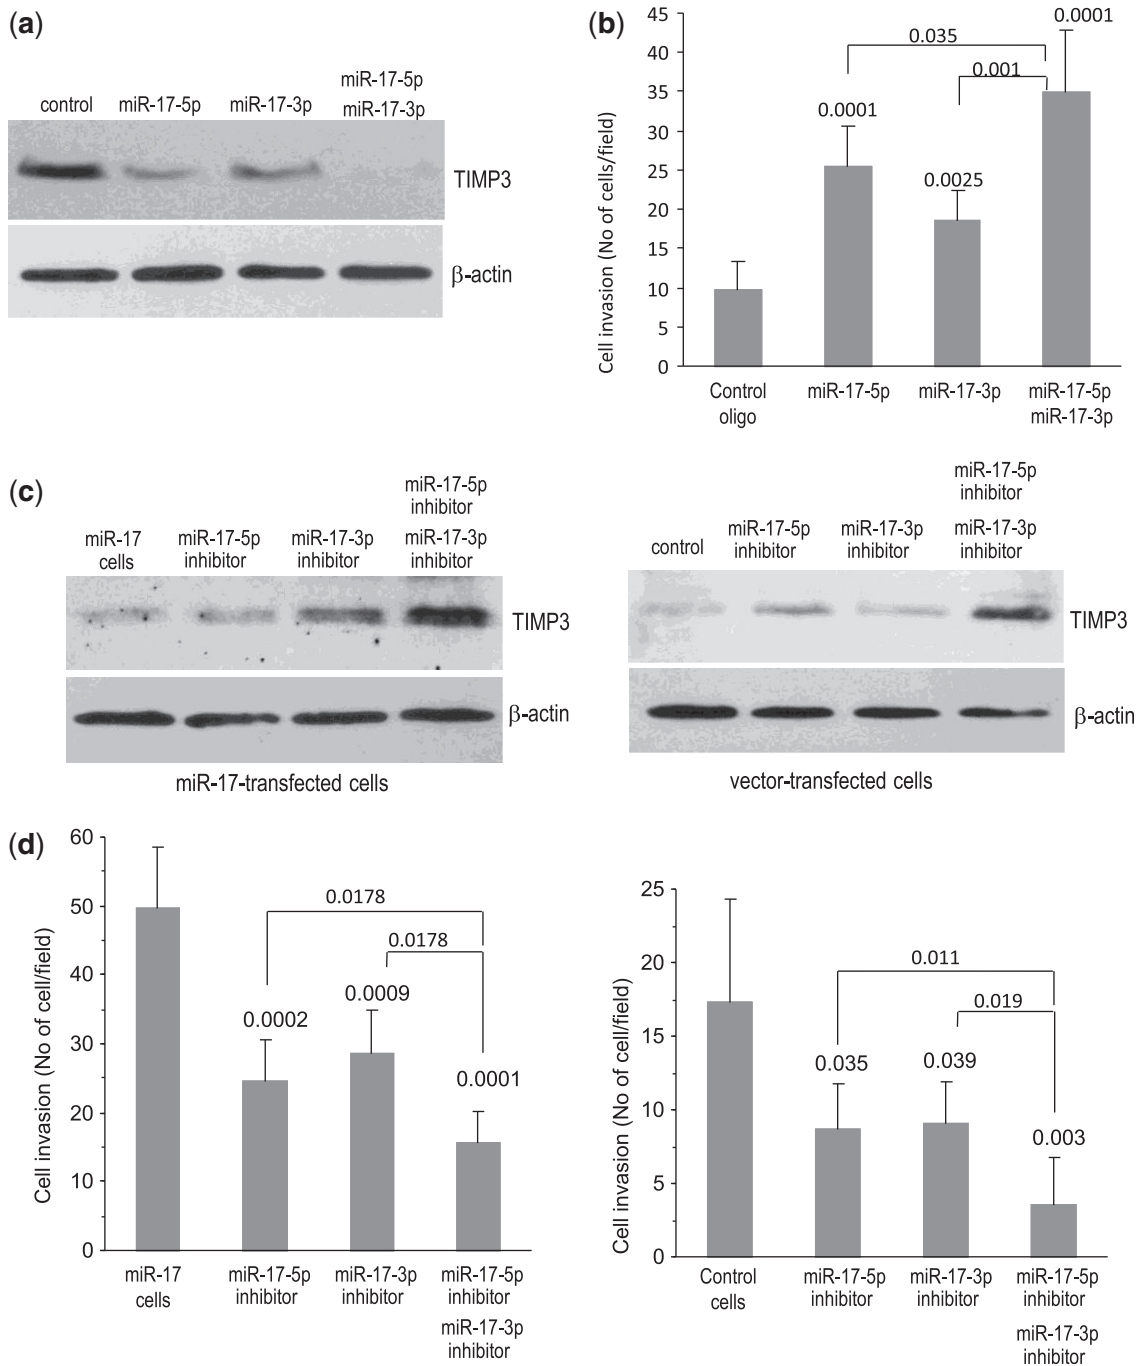 (a)
control
miR-17-5p
miR-17-3p
miR-17-5p
miR-17-3p
TIMP3
β-actin
(b)
Cell invasion (No of cells/field)
45
40
35
30
25
20
15
10
5
0
0.0001
0.0025
0.0001
0.035
0.001
Control
oligo
miR-17-5p
miR-17-3p
miR-17-5p
miR-17-3p
(c)
miR-17
cells
miR-17-5p
inhibitor
miR-17-3p
inhibitor
miR-17-5p
inhibitor
miR-17-3p
inhibitor
TIMP3
β-actin
miR-17-transfected cells
control
miR-17-5p
inhibitor
miR-17-3p
inhibitor
miR-17-5p
inhibitor
miR-17-3p
inhibitor
TIMP3
β-actin
vector-transfected cells
(d)
Cell invasion (No of cell/field)
60
50
40
30
20
10
0
0.0178
0.0178
0.0002
0.0009
0.0001
miR-17
cells
miR-17-5p
inhibitor
miR-17-3p
inhibitor
miR-17-5p
inhibitor
miR-17-3p
inhibitor
Cell invasion (No of cell/field)
25
20
15
10
5
0
0.011
0.019
0.035
0.039
0.003
Control
cells
miR-17-5p
inhibitor
miR-17-3p
inhibitor
miR-17-5p
inhibitor
miR-17-3p
inhibitor